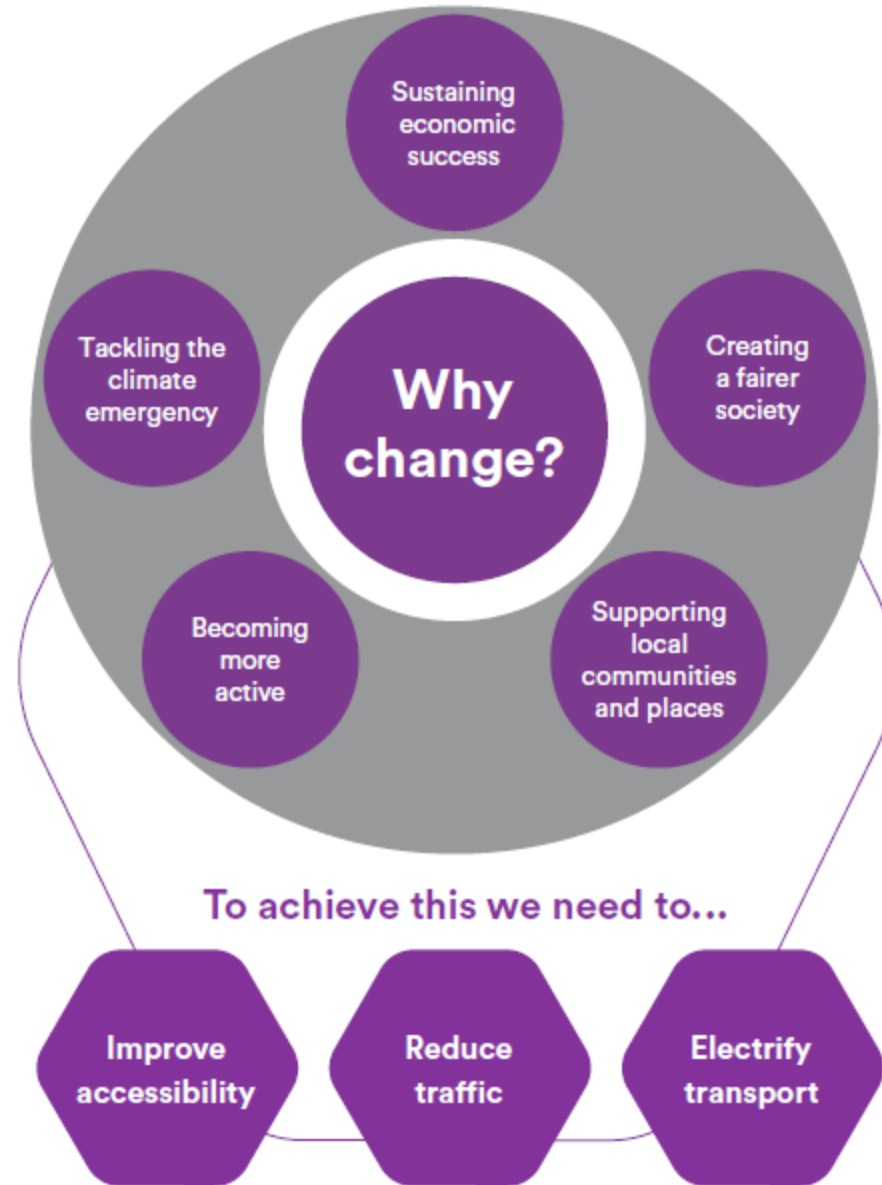 Sustaining
economic
success
Tackling the
climate
emergency
Why
change?
Creating
a fairer
society
Becoming
more
active
Supporting
local
communities
and places
To achieve this we need to...
Improve
accessibility
Reduce
traffic
Electrify
transport